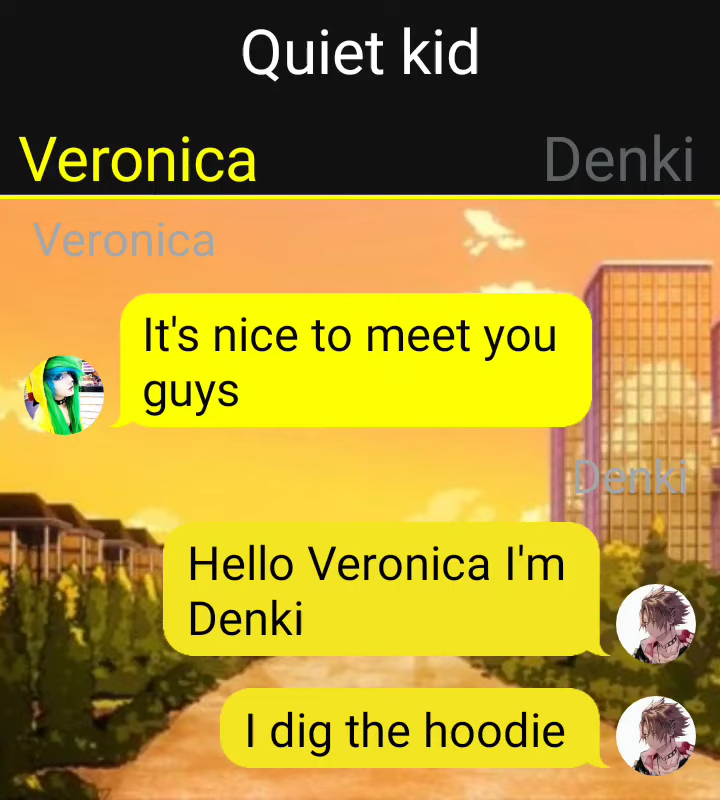 Quiet kid
Veronica Denki
Veronica
It's nice to meet you
guys
Denki
Hello Veronica I'm
Denki
I dig the hoodie